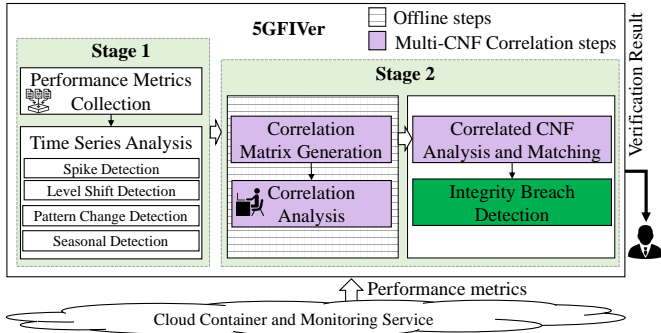 5GFIVer
Offline steps
Multi-CNF Correlation steps
Stage 1
Performance Metrics
Collection
Time Series Analysis
Spike Detection
Level Shift Detection
Pattern Change Detection
Seasonal Detection
Stage 2
Correlation
Matrix Generation
Correlation
Analysis
Correlated CNF
Analysis and Matching
Integrity Breach
Detection
Verification Result
Performance metrics
Cloud Container and Monitoring Service